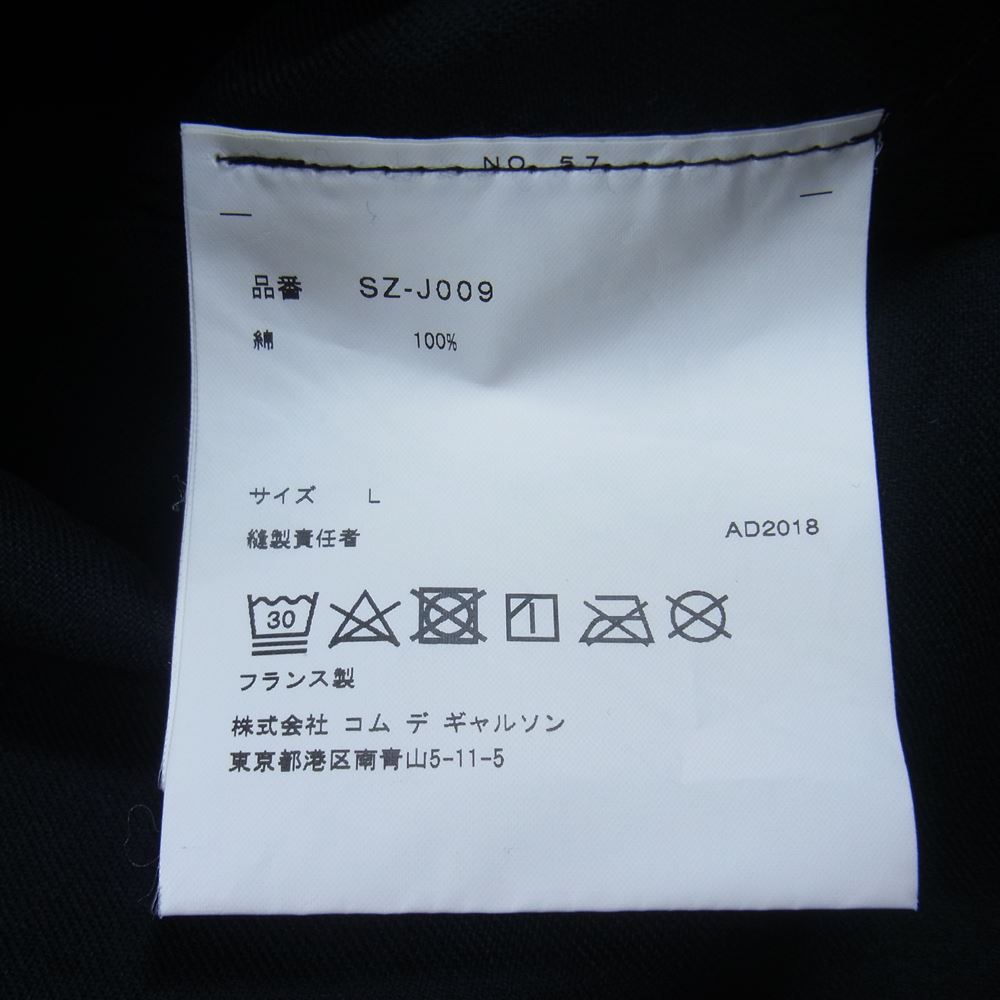 NO. 57
品番 SZ-J009
綿 100%
サイズ L
縫製責任者
AD2018
30
フランス製
株式会社 コム デ ギャルソン
東京都港区南青山5-11-5